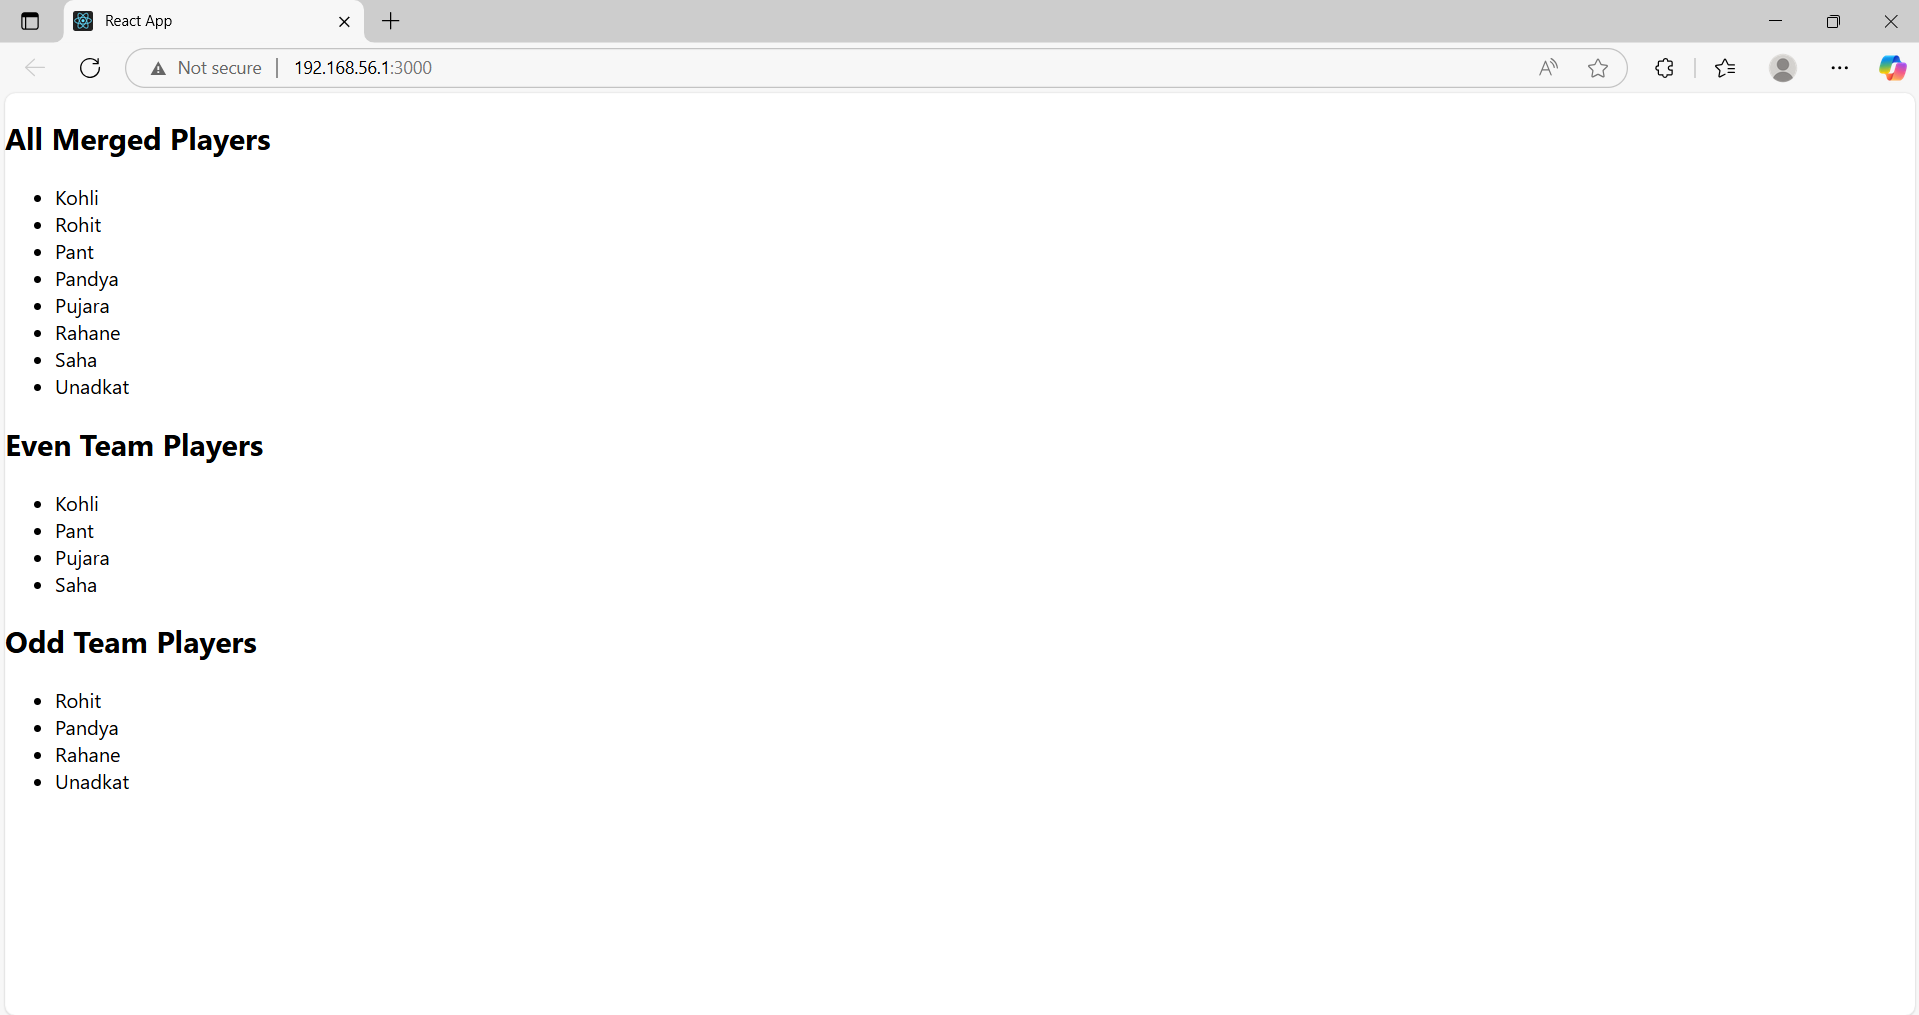 React App
Not secure
192.168.56.1:3000
All Merged Players
Kohli
Rohit
Pant
Pandya
Pujara
Rahane
Saha
Unadkat
Even Team Players
Kohli
Pant
Pujara
Saha
Odd Team Players
Rohit
Pandya
Rahane
Unadkat